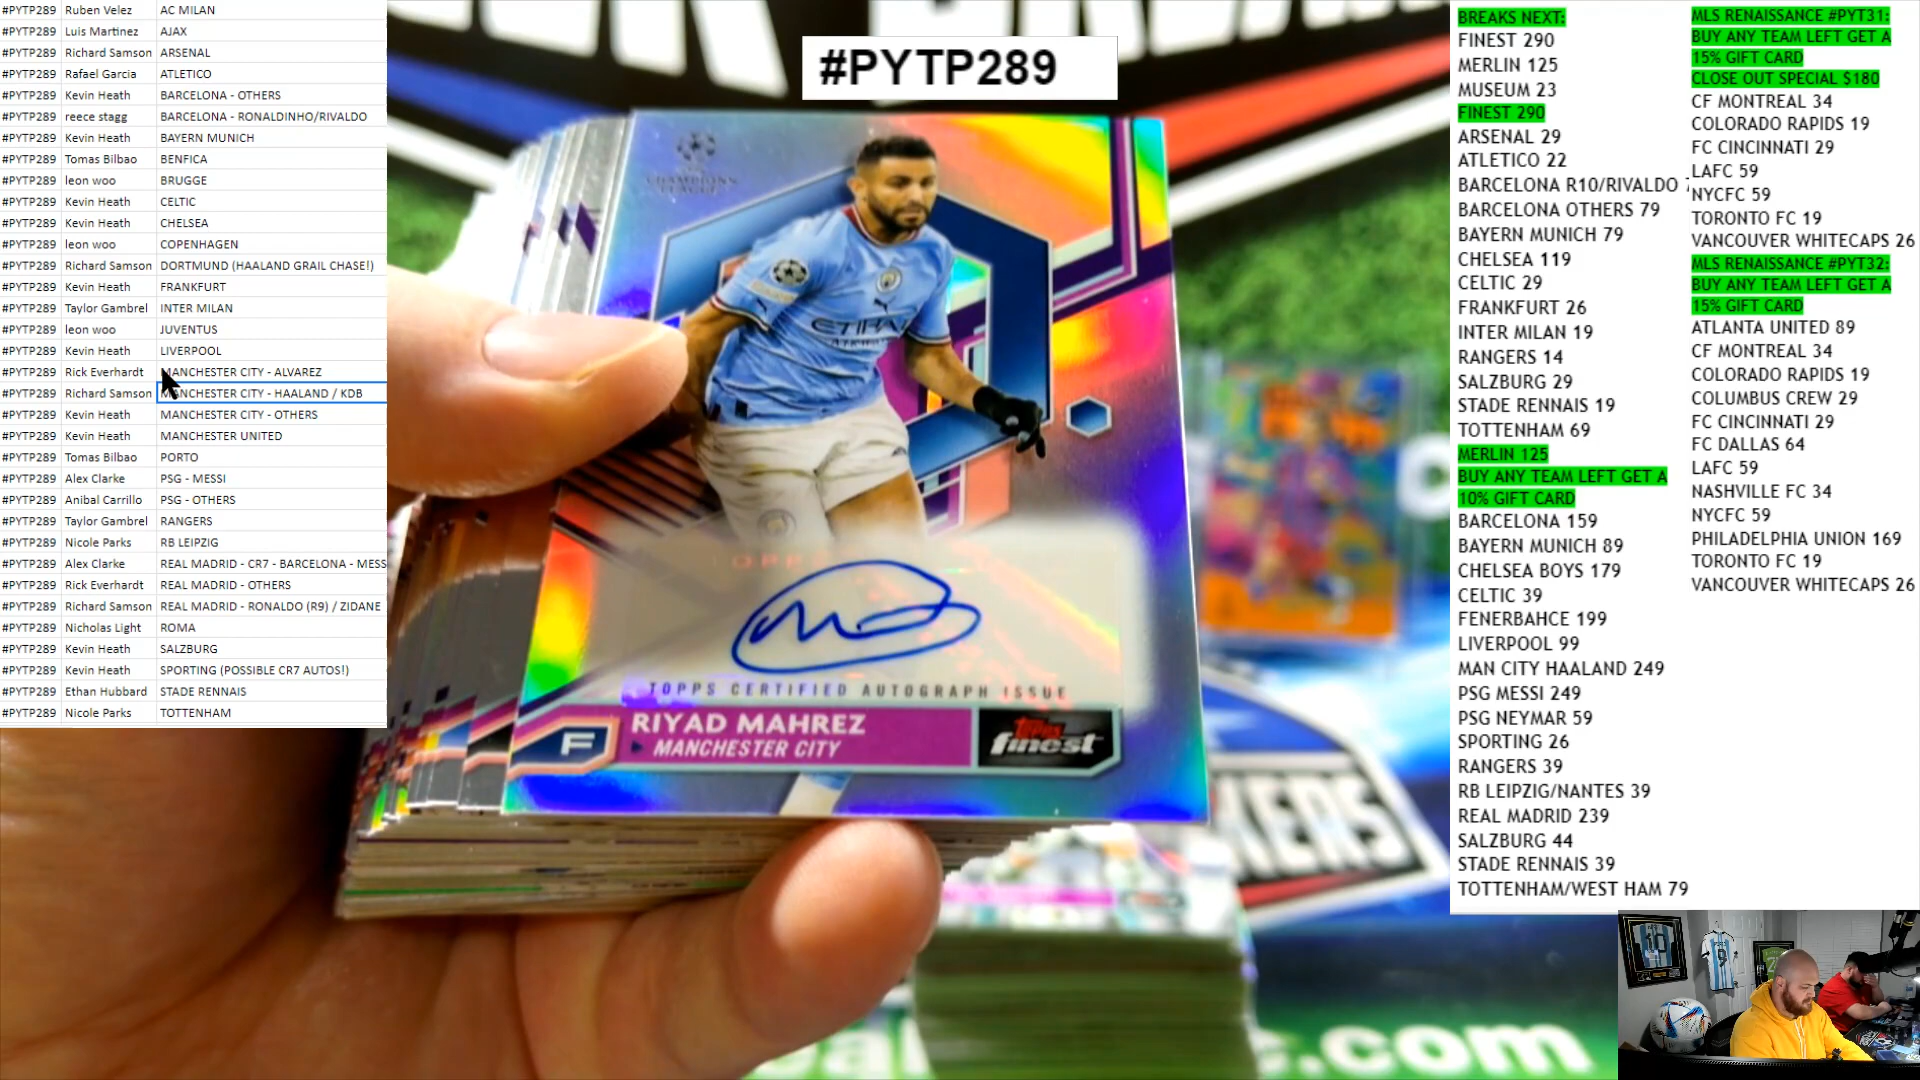 #PYTP289 Ruben Velez AC MILAN
#PYTP289 Luis Martinez AJAX
#PYTP289 Richard Samson ARSENAL
#PYTP289 Rafael Garcia ATLETICO
#PYTP289 Kevin Heath BARCELONA - OTHERS
#PYTP289 reece stagg BARCELONA - RONALDINHO/RIVALDO
#PYTP289 Kevin Heath BAYERN MUNICH
#PYTP289 Tomas Bilbao BENFICA
#PYTP289 leon woo BRUGGE
#PYTP289 Kevin Heath CELTIC
#PYTP289 Kevin Heath CHELSEA
#PYTP289 leon woo COPENHAGEN
#PYTP289 Richard Samson DORTMUND (HAALAND GRAIL CHASE!)
#PYTP289 Kevin Heath FRANKFURT
#PYTP289 Taylor Gambrel INTER MILAN
#PYTP289 leon woo JUVENTUS
#PYTP289 Kevin Heath LIVERPOOL
#PYTP289 Rick Everhardt MANCHESTER CITY - ALVAREZ
#PYTP289 Richard Samson MANCHESTER CITY - HAALAND / KDB
#PYTP289 Kevin Heath MANCHESTER CITY - OTHERS
#PYTP289 Kevin Heath MANCHESTER UNITED
#PYTP289 Tomas Bilbao PORTO
#PYTP289 Alex Clarke PSG - MESSI
#PYTP289 Anibal Carrillo PSG - OTHERS
#PYTP289 Taylor Gambrel RANGERS
#PYTP289 Nicole Parks RB LEIPZIG
#PYTP289 Alex Clarke REAL MADRID - CR7 - BARCELONA - MESS
#PYTP289 Rick Everhardt REAL MADRID - OTHERS
#PYTP289 Richard Samson REAL MADRID - RONALDO (R9) / ZIDANE
#PYTP289 Nicholas Light ROMA
#PYTP289 Kevin Heath SALZBURG
#PYTP289 Kevin Heath SPORTING (POSSIBLE CR7 AUTOS!)
#PYTP289 Ethan Hubbard STADE RENNAIS
#PYTP289 Nicole Parks TOTTENHAM
#PYTP289
CHAMPIONS
LEAGUE
ETIHAD
TOPPS CERTIFIED AUTOGRAPH ISSUE
RIYAD MAHREZ
MANCHESTER CITY
F
TOPPS
finest
KERS
.com
BREAKS NEXT:
FINEST 290
MERLIN 125
MUSEUM 23
FINEST 290
ARSENAL 29
ATLETICO 22
BARCELONA R10/RIVALDO
BARCELONA OTHERS 79
BAYERN MUNICH 79
CHELSEA 119
CELTIC 29
FRANKFURT 26
INTER MILAN 19
RANGERS 14
SALZBURG 29
STADE RENNAIS 19
TOTTENHAM 69
MERLIN 125
BUY ANY TEAM LEFT GET A
10% GIFT CARD
BARCELONA 159
BAYERN MUNICH 89
CHELSEA BOYS 179
CELTIC 39
FENERBAHCE 199
LIVERPOOL 99
MAN CITY HAALAND 249
PSG MESSI 249
PSG NEYMAR 59
SPORTING 26
RANGERS 39
RB LEIPZIG/NANTES 39
REAL MADRID 239
SALZBURG 44
STADE RENNAIS 39
TOTTENHAM/WEST HAM 79
MLS RENAISSANCE #PYT31:
BUY ANY TEAM LEFT GET A
15% GIFT CARD
CLOSE OUT SPECIAL $180
CF MONTREAL 34
COLORADO RAPIDS 19
FC CINCINNATI 29
LAFC 59
NYCFC 59
TORONTO FC 19
VANCOUVER WHITECAPS 26
MLS RENAISSANCE #PYT32:
BUY ANY TEAM LEFT GET A
15% GIFT CARD
ATLANTA UNITED 89
CF MONTREAL 34
COLORADO RAPIDS 19
COLUMBUS CREW 29
FC CINCINNATI 29
FC DALLAS 64
LAFC 59
NASHVILLE FC 34
NYCFC 59
PHILADELPHIA UNION 169
TORONTO FC 19
VANCOUVER WHITECAPS 26